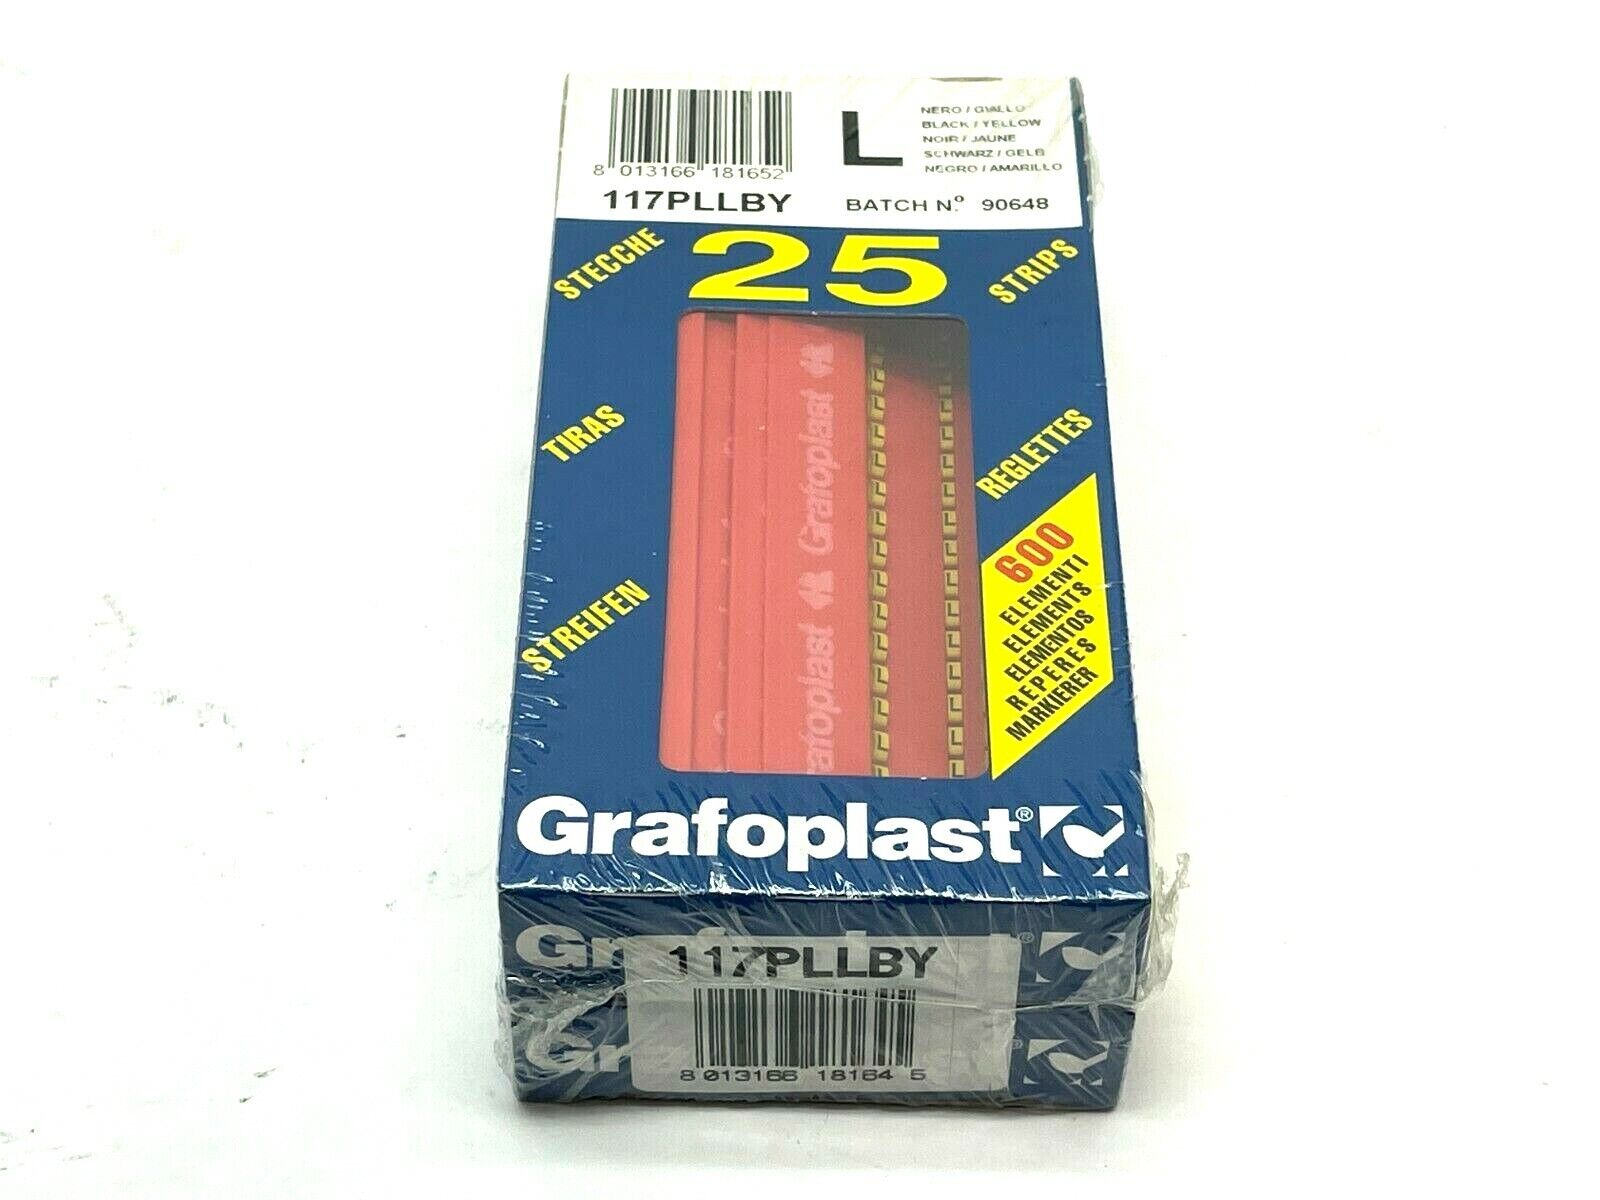 8 013166 181652
117PLLBY
L
NERO / GIALLO
BLACK / YELLOW
NOIR / JAUNE
SCHWARZ / GELB
NEGRO / AMARILLO
BATCH N.º 90648
STECCHE
25
STRIPS
TIRAS
REGLETTES
STREIFEN
Grafoplast
Grafoplast
600
ELEMENTI
ELEMENTS
ELEMENTOS
REPERES
MARKIERER
Grafoplast®
117PLLBY
8 013166 18164 5